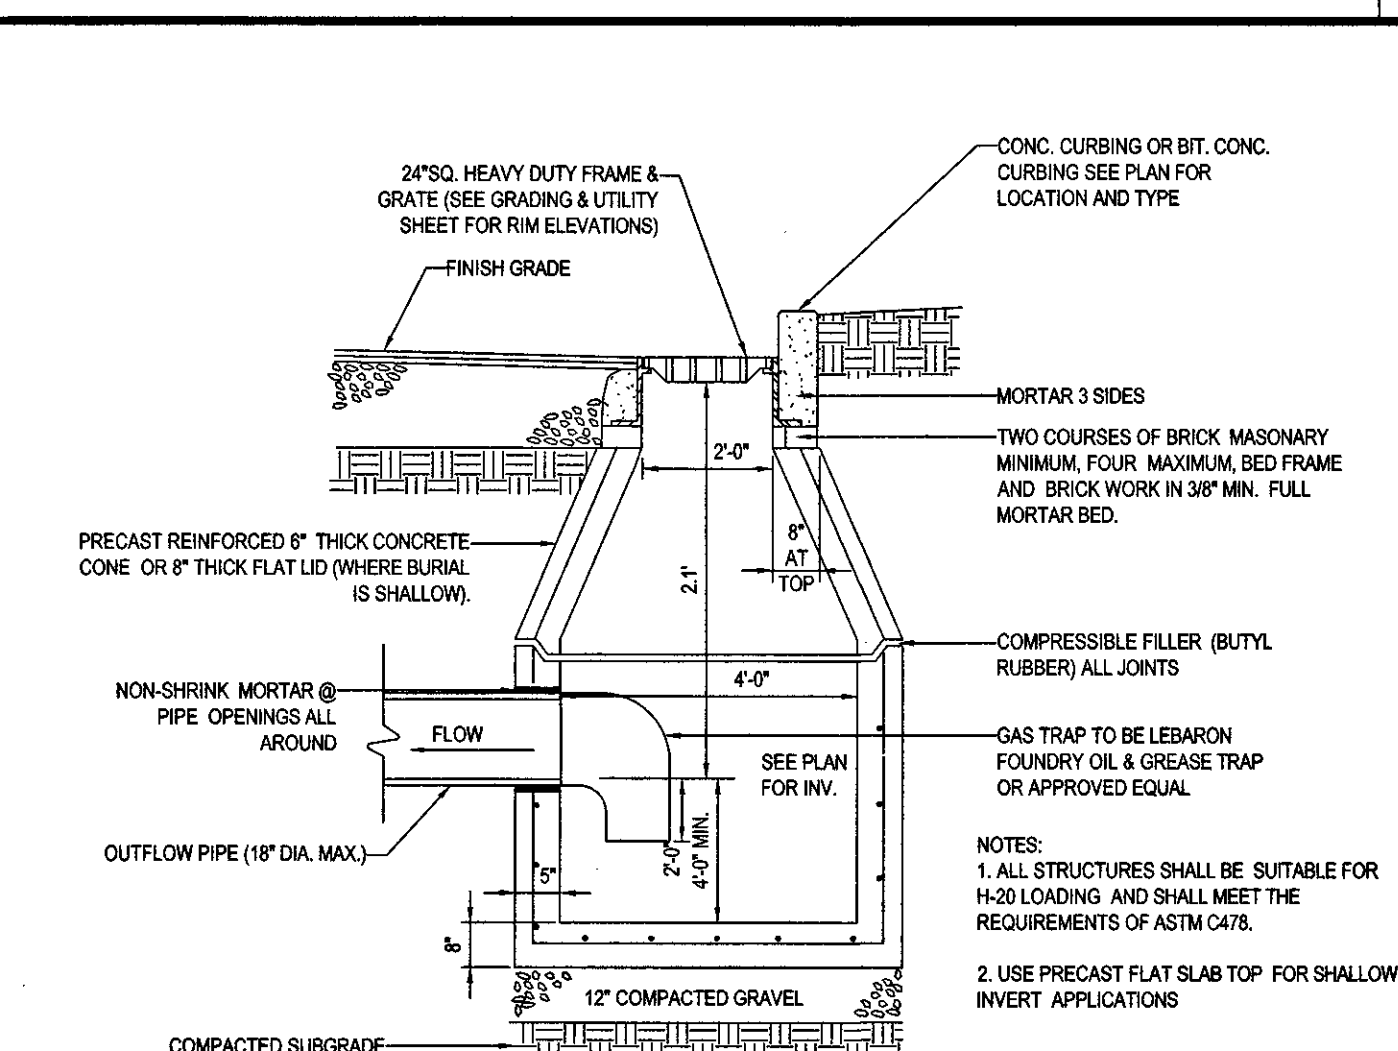 CONC. CURBING OR BIT. CONC.
CURBING SEE PLAN FOR
LOCATION AND TYPE
24"SQ. HEAVY DUTY FRAME &
GRATE (SEE GRADING & UTILITY
SHEET FOR RIM ELEVATIONS)
FINISH GRADE
MORTAR 3 SIDES
TWO COURSES OF BRICK MASONARY
MINIMUM, FOUR MAXIMUM, BED FRAME
AND BRICK WORK IN 3/8" MIN. FULL
MORTAR BED.
2'-0"
8"
AT
TOP
2.1'
PRECAST REINFORCED 6" THICK CONCRETE
CONE OR 8" THICK FLAT LID (WHERE BURIAL
IS SHALLOW).
COMPRESSIBLE FILLER (BUTYL
RUBBER) ALL JOINTS
4'-0"
NON-SHRINK MORTAR @
PIPE OPENINGS ALL
AROUND
FLOW
SEE PLAN
FOR INV.
GAS TRAP TO BE LEBARON
FOUNDRY OIL & GREASE TRAP
OR APPROVED EQUAL
OUTFLOW PIPE (18" DIA. MAX.)
2'-0"
4'-0" MIN.
5"
8"
NOTES:
1. ALL STRUCTURES SHALL BE SUITABLE FOR
H-20 LOADING AND SHALL MEET THE
REQUIREMENTS OF ASTM C478.
2. USE PRECAST FLAT SLAB TOP FOR SHALLOW
INVERT APPLICATIONS
12" COMPACTED GRAVEL
COMPACTED SUBGRADE